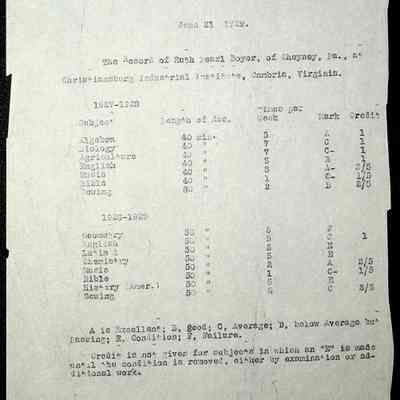 June 21 1929.
The Record of Ruth Pearl Boyer, of Cheyney, Pa., at
Christiansburg Industrial Institute, Cambria, Virginia.
1927-1928
Subject Length of Rec. Times per Week Mark Credit
Algebra 40 min. 5 A 1
Biology 40 " 7 C 1
Agriculture 40 " 7 C- 1
English 40 " 5 B 1
Music 40 " A-
Bible 40 " 1 C-
Sewing 80 " 2 B 2/5
1928-1929
Geometry 50 " 5 F
English 50 " 5 C 1
Latin 50 " 5 E
Chemistry 50 " E
Music 50 " 2 A 2/5
Bible 50 " 1 C- 1/5
History (Amer.) 50 " 5 E
Sewing 50 " C
A is Excellent; B, good; C, Average; D, below Average but
passing; E, Condition; F, Failure.
Credit is not given for subjects in which an "E" is made
until the condition is removed, either by examination or ad-
ditional work.